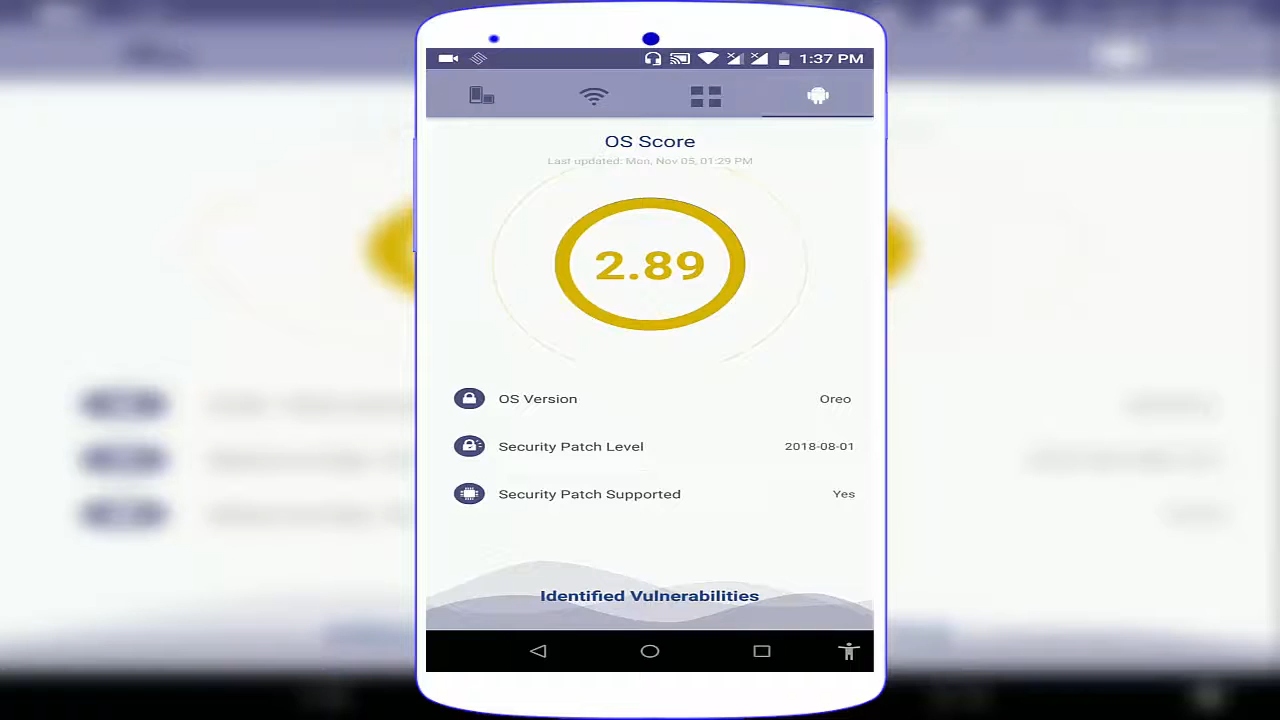 1:37 PM
OS Score
Last updated: Mon, Nov 05, 01:29 PM
2.89
OS Version Oreo
Security Patch Level 2018-08-01
Security Patch Supported Yes
Identified Vulnerabilities